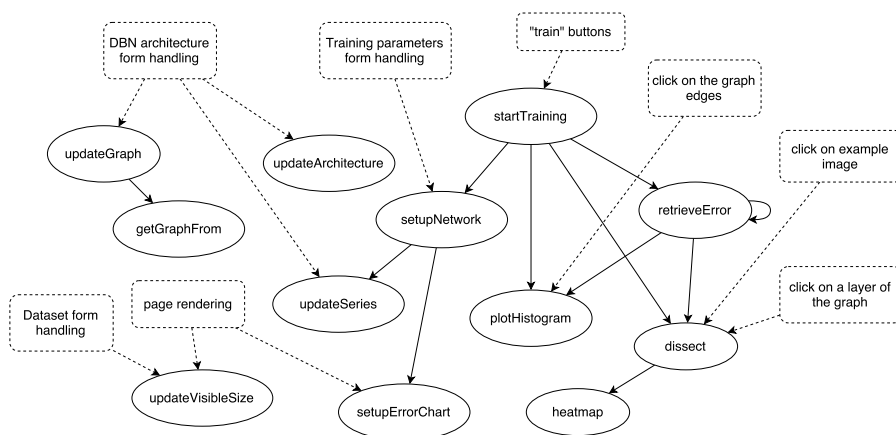 "train" buttons
DBN architecture
form handling
Training parameters
form handling
click on the graph
edges
startTraining
click on example
image
updateGraph
updateArchitecture
setupNetwork
retrieveError
getGraphFrom
page rendering
updateSeries
click on a layer of
the graph
Dataset form
handling
plotHistogram
dissect
updateVisibleSize
setupErrorChart
heatmap